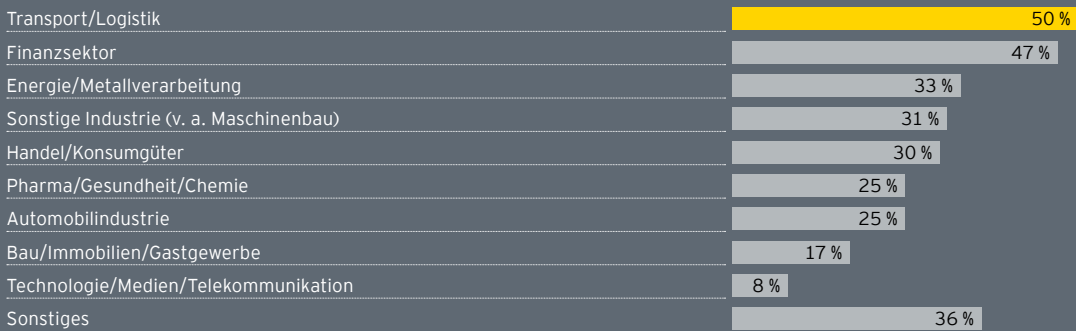 Transport/Logistik 50 %
Finanzsektor 47 %
Energie/Metallverarbeitung 33 %
Sonstige Industrie (v. a. Maschinenbau) 31 %
Handel/Konsumgüter 30 %
Pharma/Gesundheit/Chemie 25 %
Automobilindustrie 25 %
Bau/Immobilien/Gastgewerbe 17 %
Technologie/Medien/Telekommunikation 8 %
Sonstiges 36 %